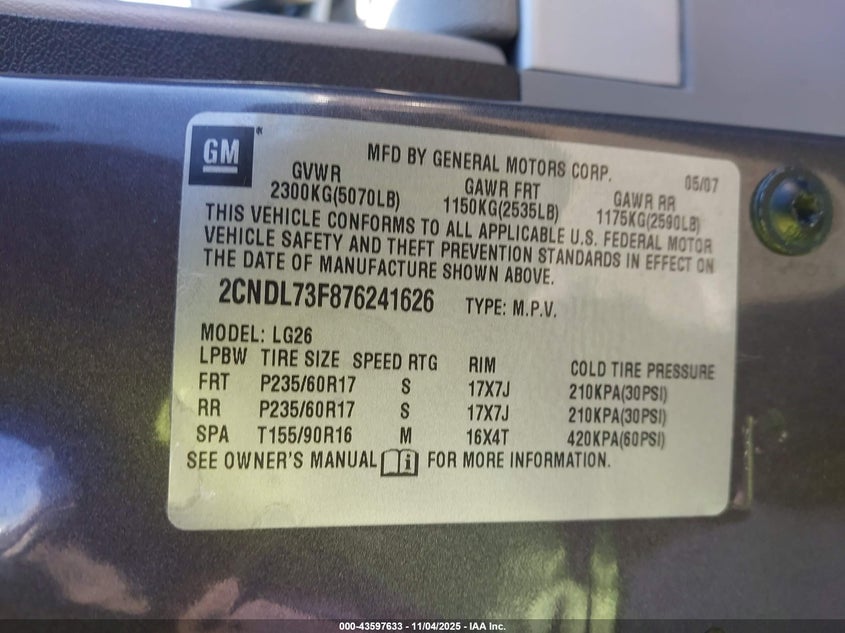 GM
MFD BY GENERAL MOTORS CORP. 05/07
GVWR GAWR FRT GAWR RR
2300KG(5070LB) 1150KG(2535LB) 1175KG(2590LB)
THIS VEHICLE CONFORMS TO ALL APPLICABLE U.S. FEDERAL MOTOR
VEHICLE SAFETY AND THEFT PREVENTION STANDARDS IN EFFECT ON
THE DATE OF MANUFACTURE SHOWN ABOVE.
2CNDL73F876241626 TYPE: M.P.V.
MODEL: LG26
LPBW TIRE SIZE SPEED RTG RIM COLD TIRE PRESSURE
FRT P235/60R17 S 17X7J 210KPA(30PSI)
RR P235/60R17 S 17X7J 210KPA(30PSI)
SPA T155/90R16 M 16X4T 420KPA(60PSI)
SEE OWNER'S MANUAL i FOR MORE INFORMATION.
000-43597633 - 11/04/2025 - IAA Inc.